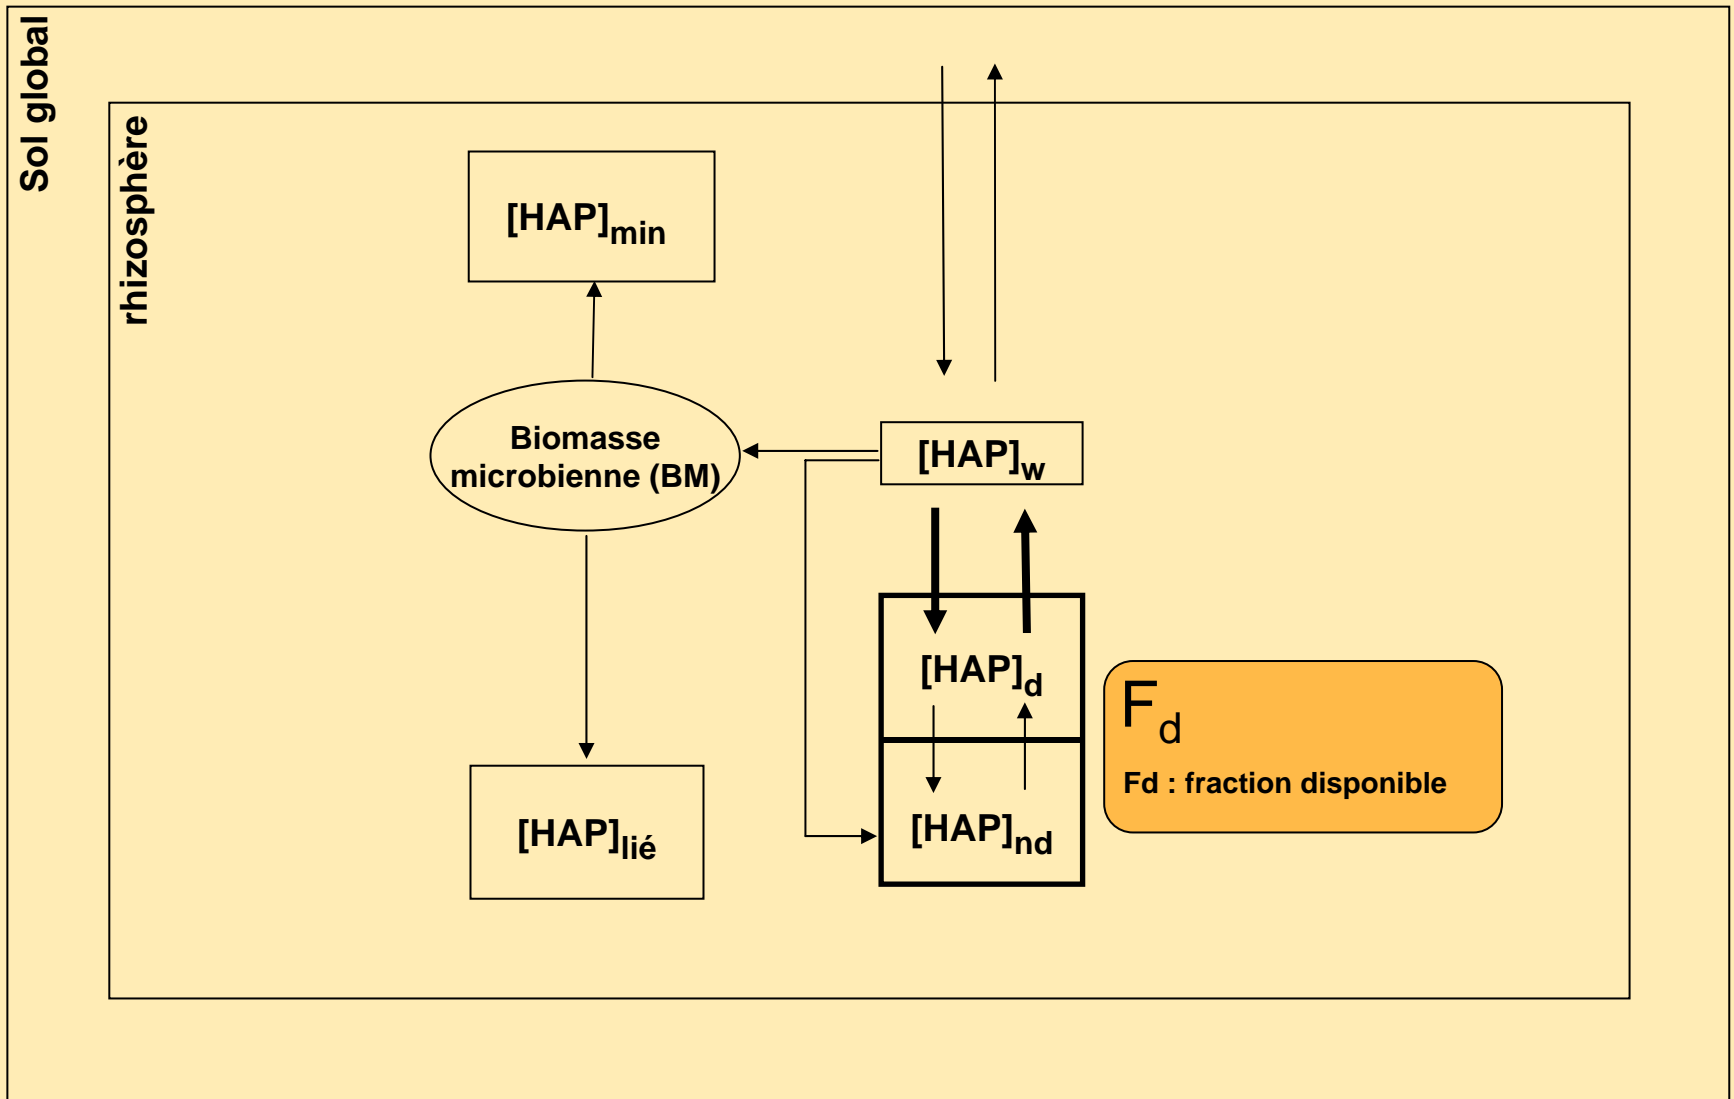 Sol global
rhizosphère
[HAP]min
Biomasse
microbienne (BM)
[HAP]w
[HAP]d
Fd
Fd : fraction disponible
[HAP]nd
[HAP]lié